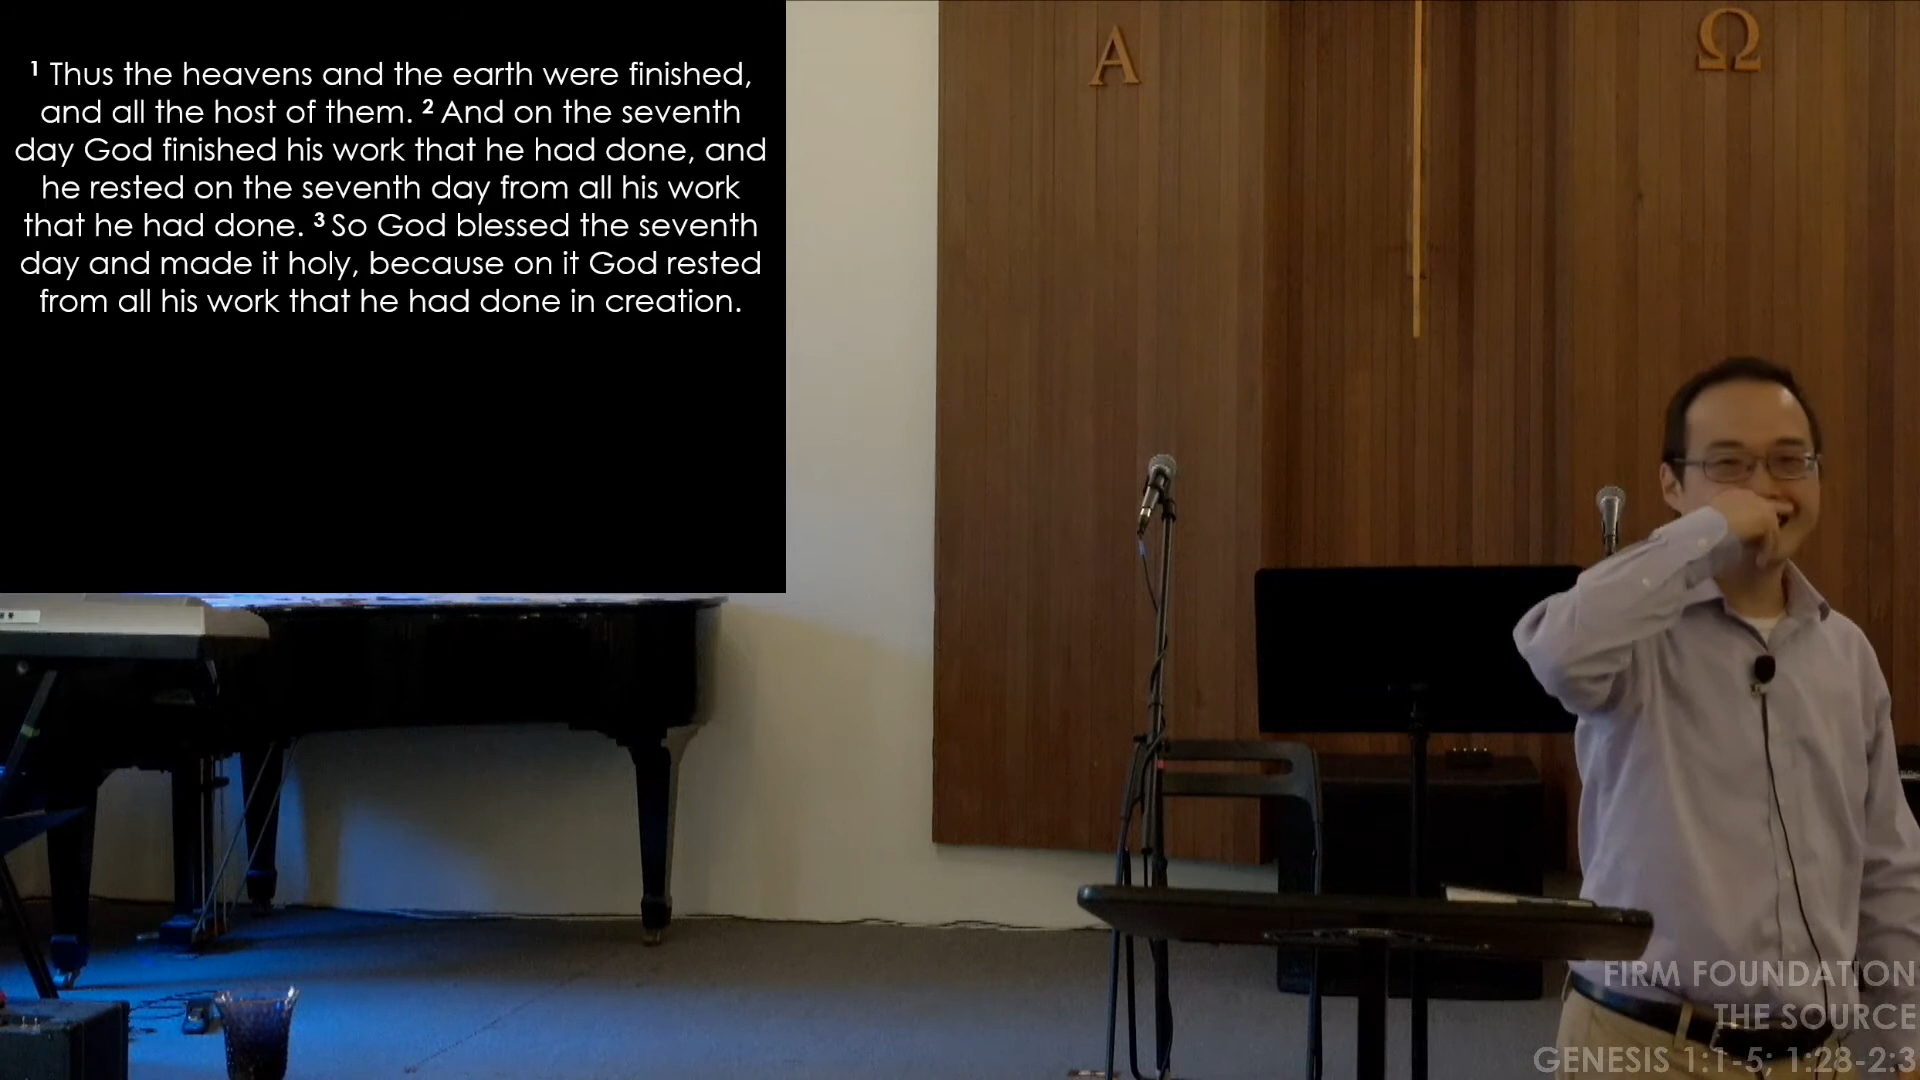 ¹ Thus the heavens and the earth were finished,
and all the host of them. ² And on the seventh
day God finished his work that he had done, and
he rested on the seventh day from all his work
that he had done. ³ So God blessed the seventh
day and made it holy, because on it God rested
from all his work that he had done in creation.
Α
Ω
FIRM FOUNDATION
THE SOURCE
GENESIS 1:1-5; 1:28-2:3